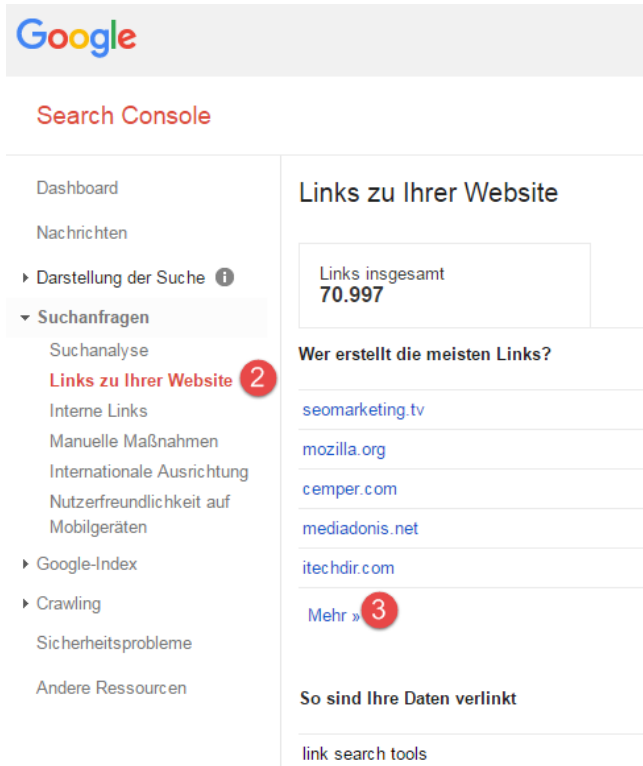 Google
Search Console
Dashboard
Nachrichten
Darstellung der Suche i
Suchanfragen
Suchanalyse
Links zu Ihrer Website 2
Interne Links
Manuelle Maßnahmen
Internationale Ausrichtung
Nutzerfreundlichkeit auf
Mobilgeräten
Google-Index
Crawling
Sicherheitsprobleme
Andere Ressourcen
Links zu Ihrer Website
Links insgesamt
70.997
Wer erstellt die meisten Links?
seomarketing.tv
mozilla.org
cemper.com
mediadonis.net
itechdir.com
Mehr » 3
So sind Ihre Daten verlinkt
link search tools